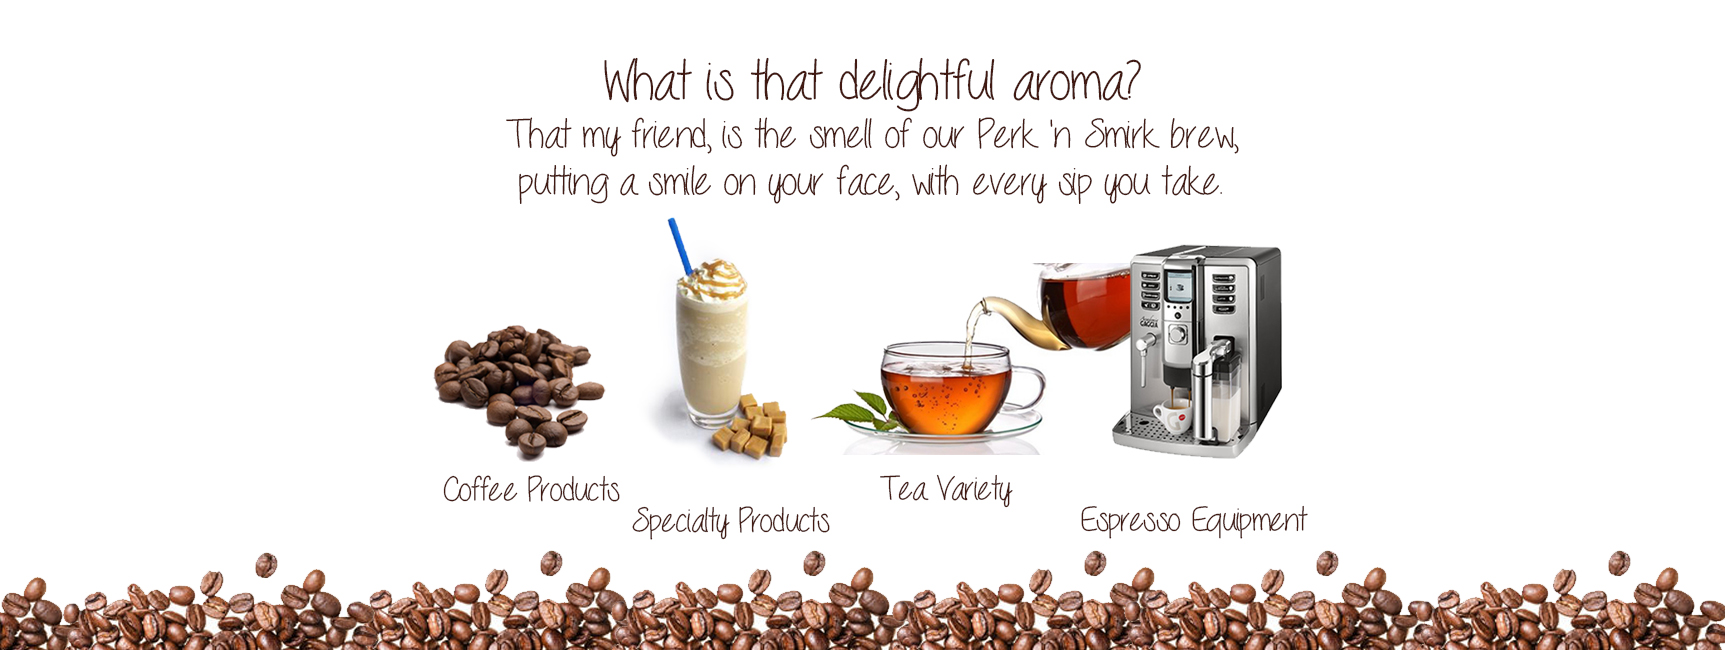 What is that delightful aroma?
That my friend, is the smell of our Perk 'n Smirk brew,
putting a smile on your face, with every sip you take.
GAGGIA
Coffee Products
Specialty Products
Tea Variety
Espresso Equipment